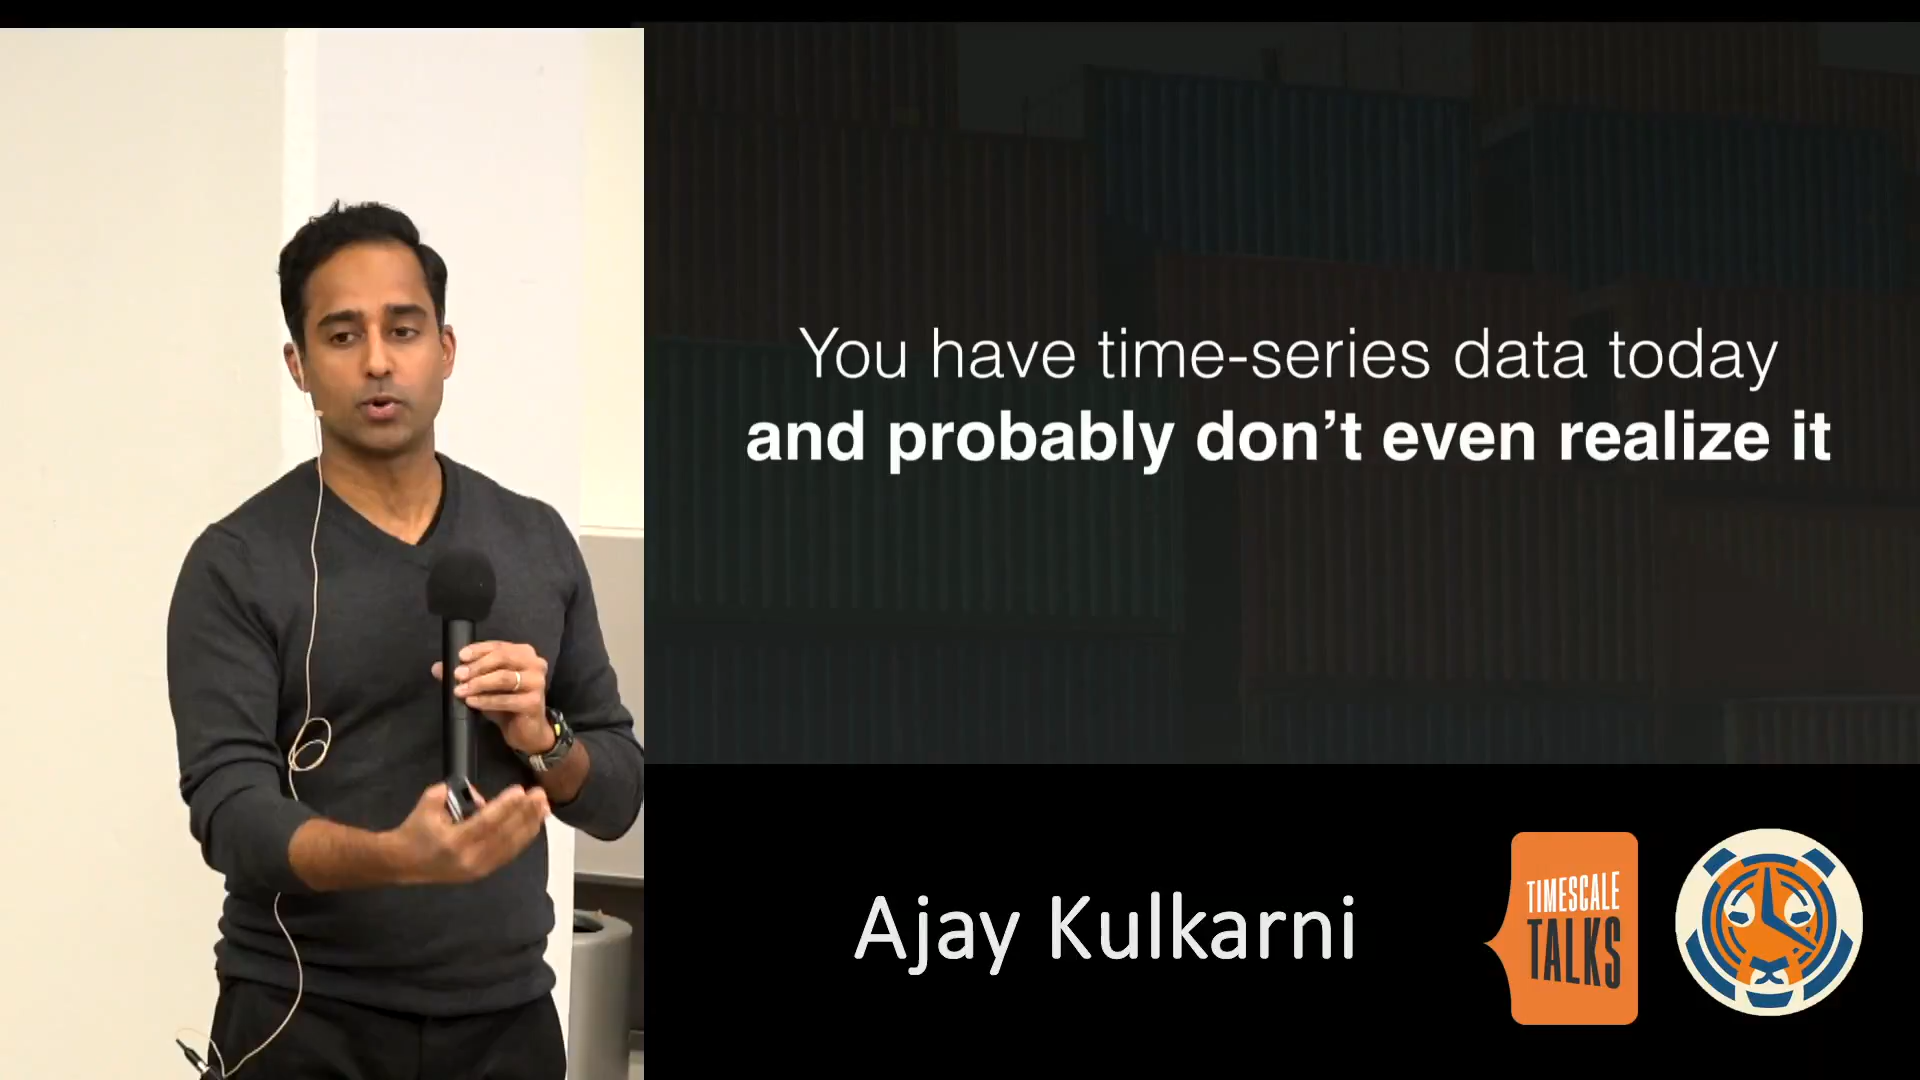 You have time-series data today
and probably don’t even realize it
Ajay Kulkarni
TIMESCALE
TALKS